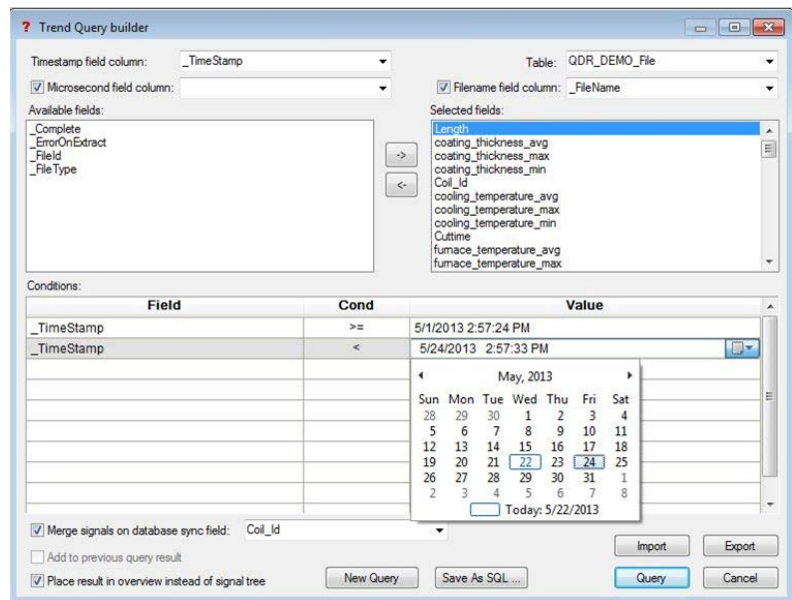 ? Trend Query builder
Timestamp field column: _TimeStamp Table: QDR_DEMO_File
Microsecond field column: Filename field column: _FileName
Available fields: Selected fields:
_Complete
_ErrorOnExtract
_FileId
_FileType
->
<-
Length
coating_thickness_avg
coating_thickness_max
coating_thickness_min
Coil_Id
cooling_temperature_avg
cooling_temperature_max
cooling_temperature_min
Cuttime
furnace_temperature_avg
furnace_temperature_max
Conditions:
Field Cond Value
_TimeStamp >= 5/1/2013 2:57:24 PM
_TimeStamp < 5/24/2013 2:57:33 PM
May, 2013
Sun Mon Tue Wed Thu Fri Sat
28 29 30 1 2 3 4
5 6 7 8 9 10 11
12 13 14 15 16 17 18
19 20 21 22 23 24 25
26 27 28 29 30 31 1
2 3 4 5 6 7 8
Today: 5/22/2013
Merge signals on database sync field: Coil_Id
Add to previous query result
Place result in overview instead of signal tree
New Query Save As SQL ...
Import Export
Query Cancel